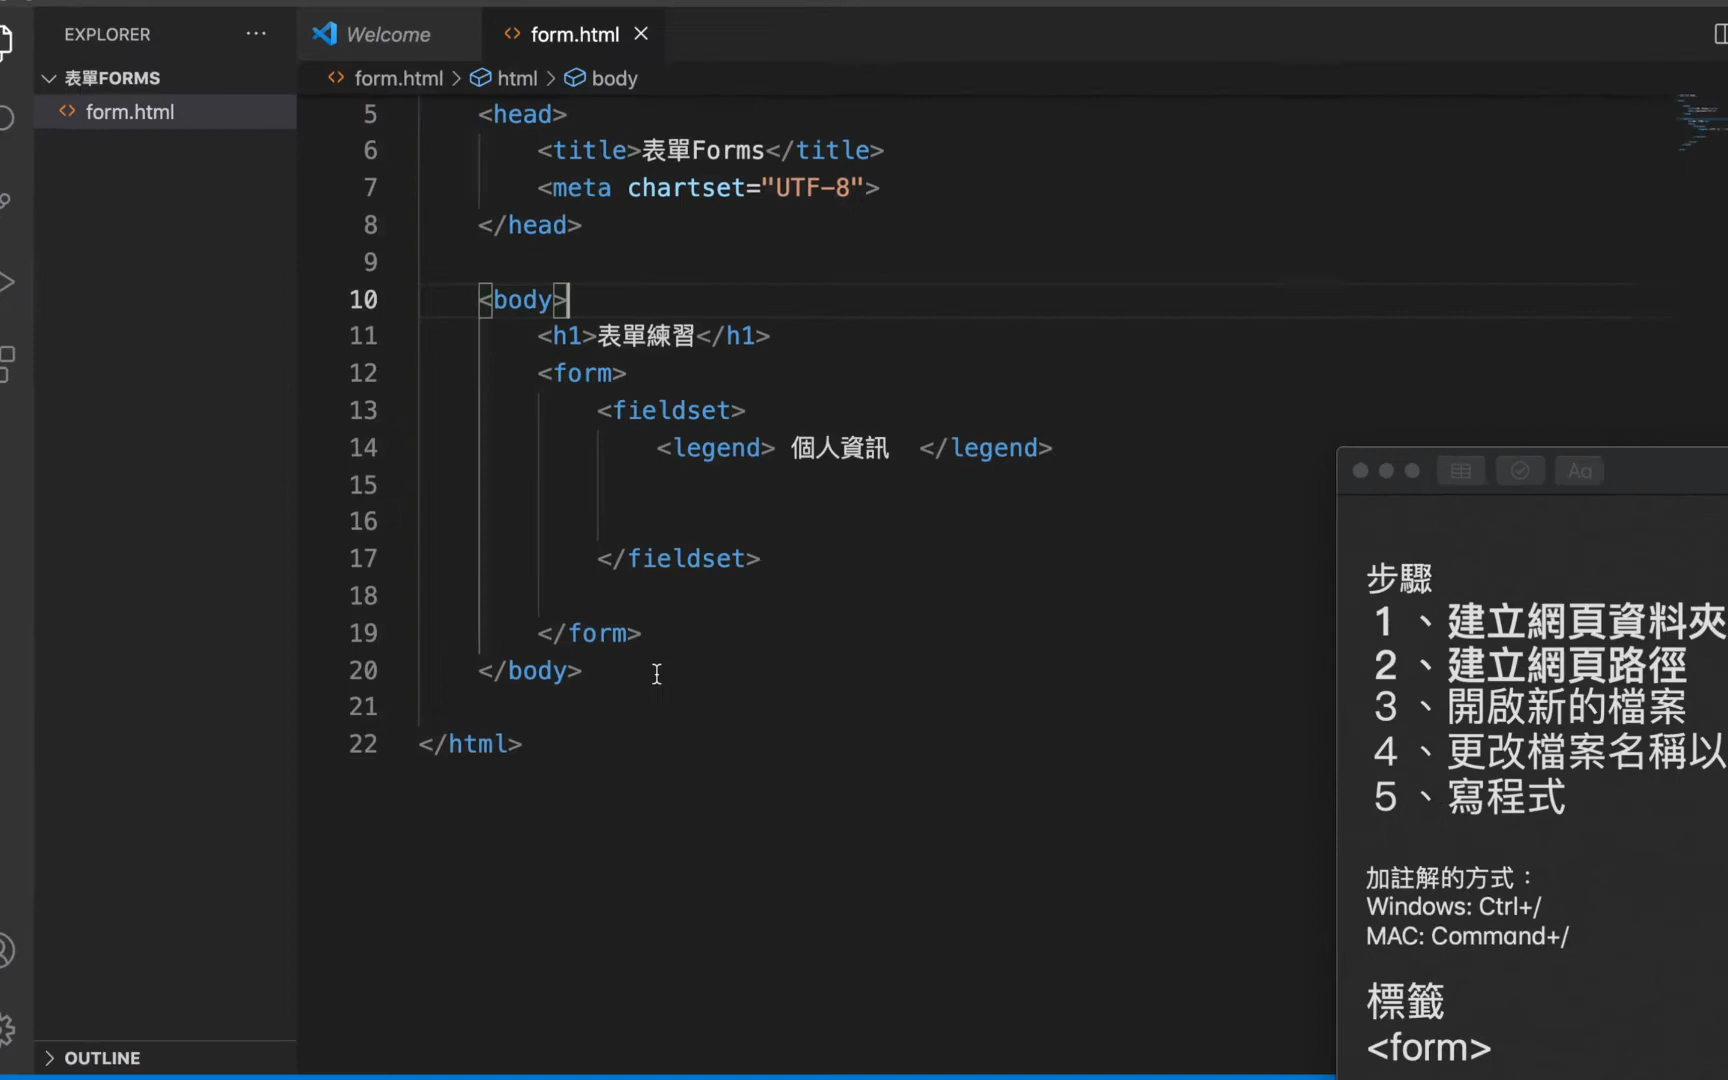 EXPLORER ···
表單FORMS
form.html
OUTLINE
Welcome
form.html
form.html > html > body
5 <head>
6 <title>表單Forms</title>
7 <meta chartset="UTF-8">
8 </head>
9
10 <body>
11 <h1>表單練習</h1>
12 <form>
13 <fieldset>
14 <legend> 個人資訊  </legend>
15
16
17 </fieldset>
18
19 </form>
20 </body>
21
22 </html>
Aa
步驟
1、建立網頁資料夾
2、建立網頁路徑
3、開啟新的檔案
4、更改檔案名稱以
5、寫程式
加註解的方式：
Windows: Ctrl+/
MAC: Command+/
標籤
<form>